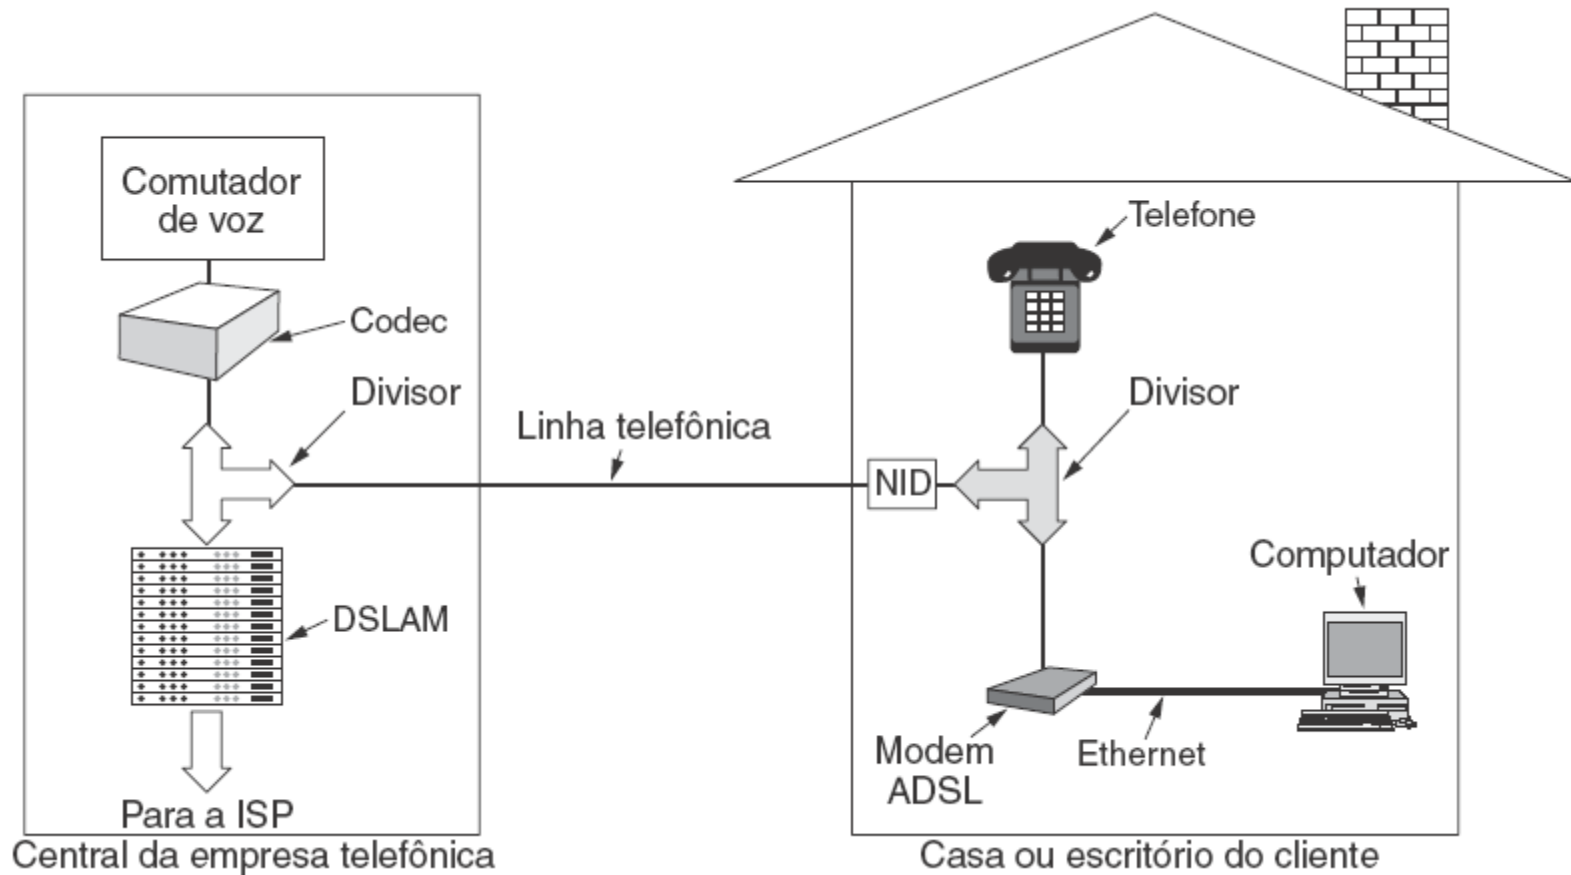 Comutador
de voz
Codec
Divisor
DSLAM
Para a ISP
Central da empresa telefônica
Linha telefônica
Telefone
Divisor
NID
Computador
Modem
ADSL
Ethernet
Casa ou escritório do cliente